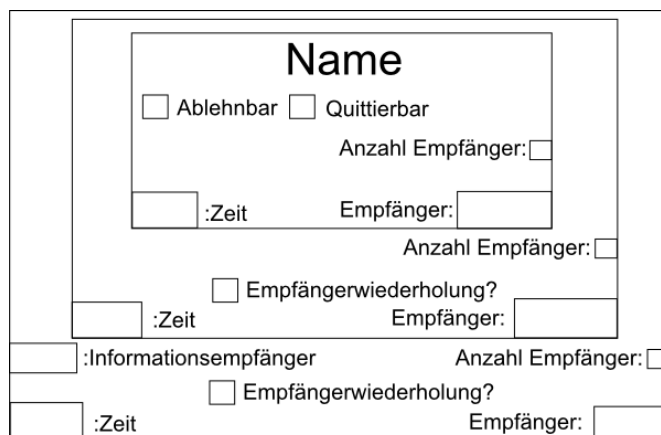 Name
Ablehnbar Quittierbar
Anzahl Empfänger:
:Zeit Empfänger:
Anzahl Empfänger:
Empfängerwiederholung?
:Zeit Empfänger:
:Informationsempfänger Anzahl Empfänger:
Empfängerwiederholung?
:Zeit Empfänger: